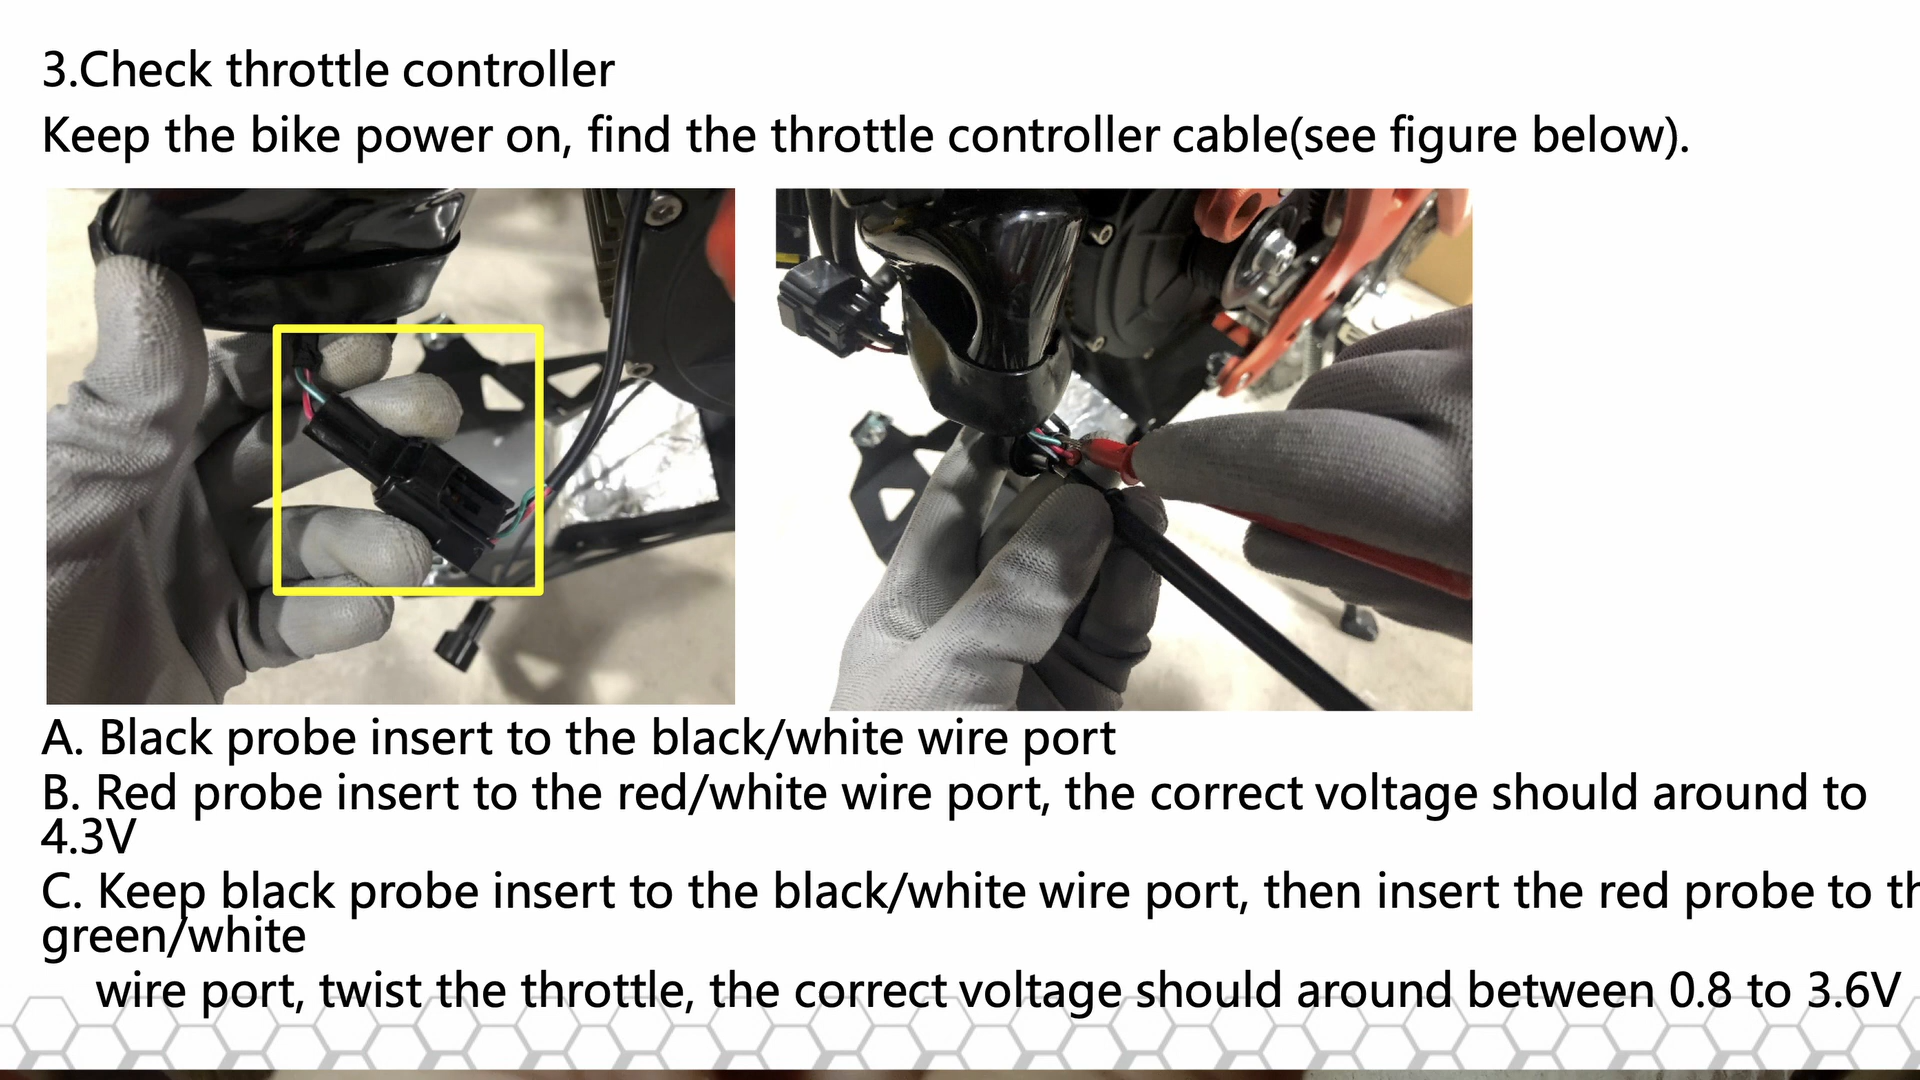 3.Check throttle controller
Keep the bike power on, find the throttle controller cable(see figure below).
A. Black probe insert to the black/white wire port
B. Red probe insert to the red/white wire port, the correct voltage should around to
4.3V
C. Keep black probe insert to the black/white wire port, then insert the red probe to th
green/white
wire port, twist the throttle, the correct voltage should around between 0.8 to 3.6V